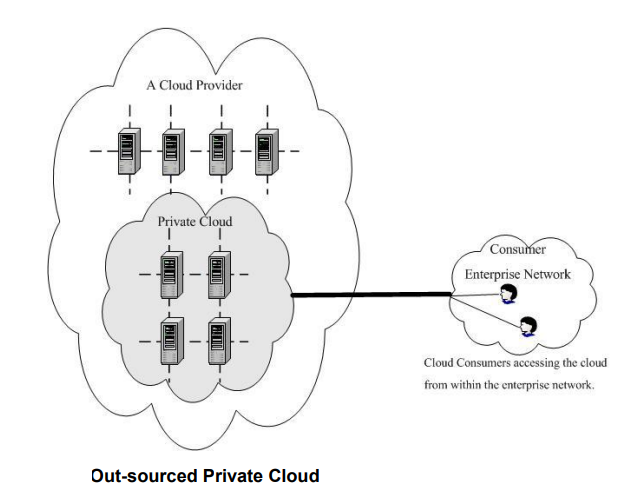 A Cloud Provider
Private Cloud
Consumer
Enterprise Network
Cloud Consumers accessing the cloud
from within the enterprise network.
Out-sourced Private Cloud